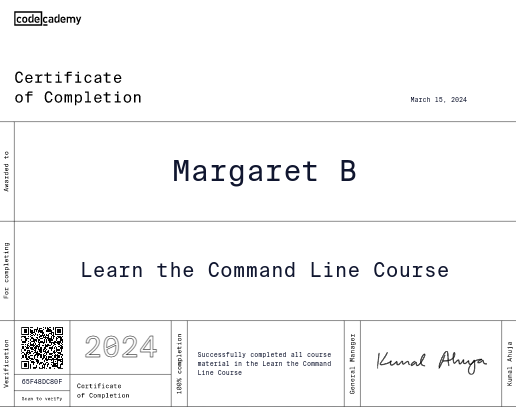 codecademy
Certificate
of Completion
March 15, 2024
Awarded to
Margaret B
For completing
Learn the Command Line Course
Verification
65F48DC80F
Scan to verify
2024
Certificate
of Completion
100% completion
Successfully completed all course
material in the Learn the Command
Line Course
General Manager
Kunal Ahuja
Kunal Ahuja